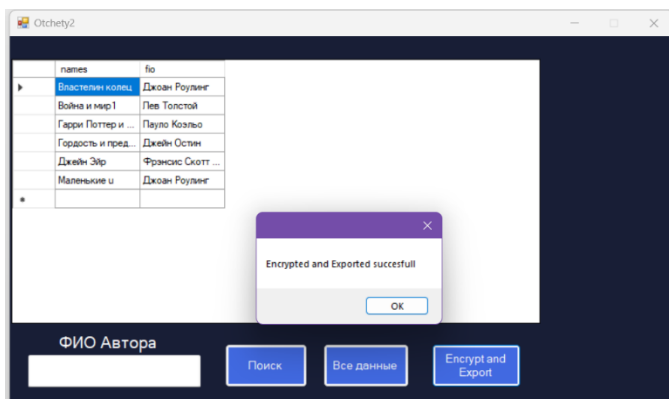 Otchety2
names fio
Властелин колец Джоан Роулинг
Война и мир1 Лев Толстой
Гарри Поттер и ... Пауло Коэльо
Гордость и пред... Джейн Остин
Джейн Эйр Фрэнсис Скотт ...
Маленькие u Джоан Роулинг
Encrypted and Exported succesfull
OK
ФИО Автора
Поиск
Все данные
Encrypt and
Export